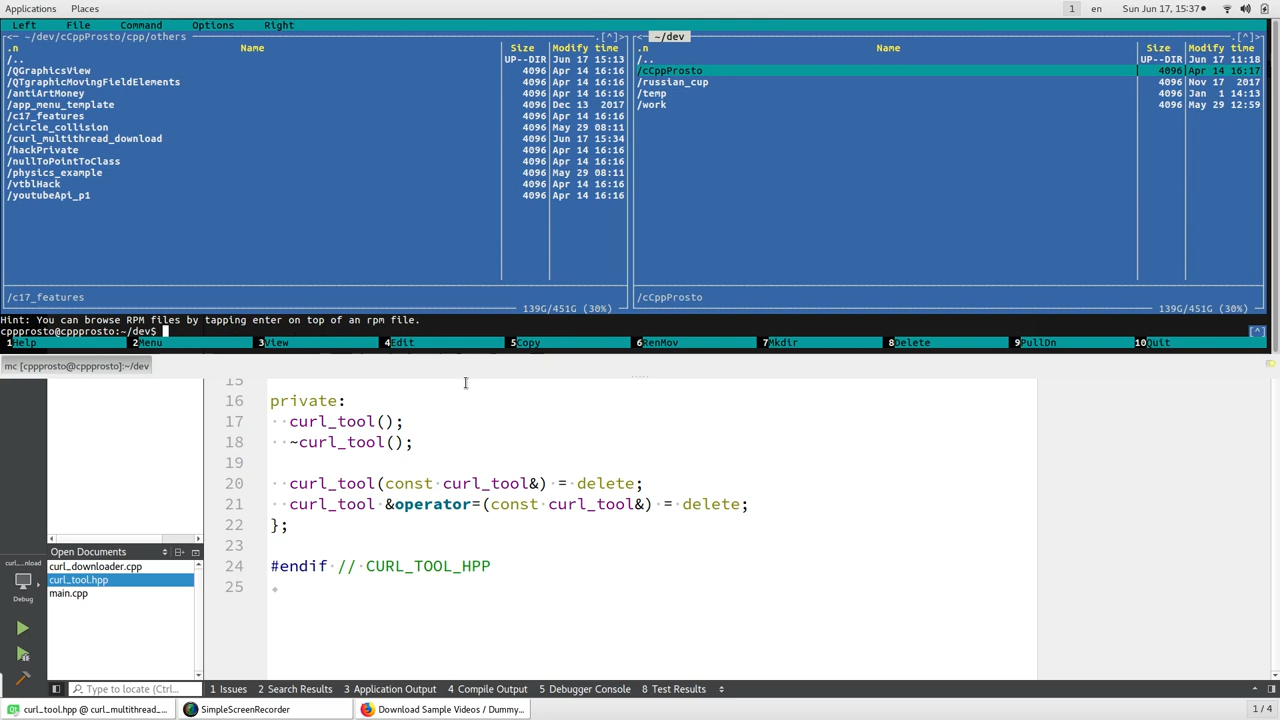 Applications Places 1 en Sun Jun 17, 15:37
Left File Command Options Right
<─ ~/dev/cCppProsto/cpp/others .[^]>
.n Name Size Modify time
/.. UP--DIR Jun 17 15:13
/QGraphicsView 4096 Apr 14 16:16
/QTgraphicMovingFieldElements 4096 Apr 14 16:16
/antiArtMoney 4096 Apr 14 16:16
/app_menu_template 4096 Dec 13 2017
/c17_features 4096 Apr 14 16:16
/circle_collision 4096 May 29 08:11
/curl_multithread_download 4096 Jun 17 15:34
/hackPrivate 4096 Apr 14 16:16
/nullToPointToClass 4096 Apr 14 16:16
/physics_example 4096 May 29 08:11
/vtblHack 4096 Apr 14 16:16
/youtubeApi_p1 4096 Apr 14 16:16
/c17_features
139G/451G (30%)
<─ ~/dev .[^]>
.n Name Size Modify time
/.. UP--DIR Jun 17 11:18
/cCppProsto 4096 Apr 14 16:17
/russian_cup 4096 Nov 17 2017
/temp 4096 Jan 1 14:13
/work 4096 May 29 12:59
/cCppProsto
139G/451G (30%)
Hint: You can browse RPM files by tapping enter on top of an rpm file.
cppprosto@cppprosto:~/dev$ [^]
1Help 2Menu 3View 4Edit 5Copy 6RenMov 7Mkdir 8Delete 9PullDn 10Quit
mc [cppprosto@cppprosto]:~/dev
15
16 private:
17 curl_tool();
18 ~curl_tool();
19
20 curl_tool(const curl_tool&) = delete;
21 curl_tool &operator=(const curl_tool&) = delete;
22 };
23
24 #endif // CURL_TOOL_HPP
25
Open Documents
curl_downloader.cpp
curl_tool.hpp
main.cpp
curl_...nload
Debug
Type to locate (Ctrl... 1 Issues 2 Search Results 3 Application Output 4 Compile Output 5 Debugger Console 8 Test Results
curl_tool.hpp @ curl_multithread_... SimpleScreenRecorder Download Sample Videos / Dummy... 1 / 4